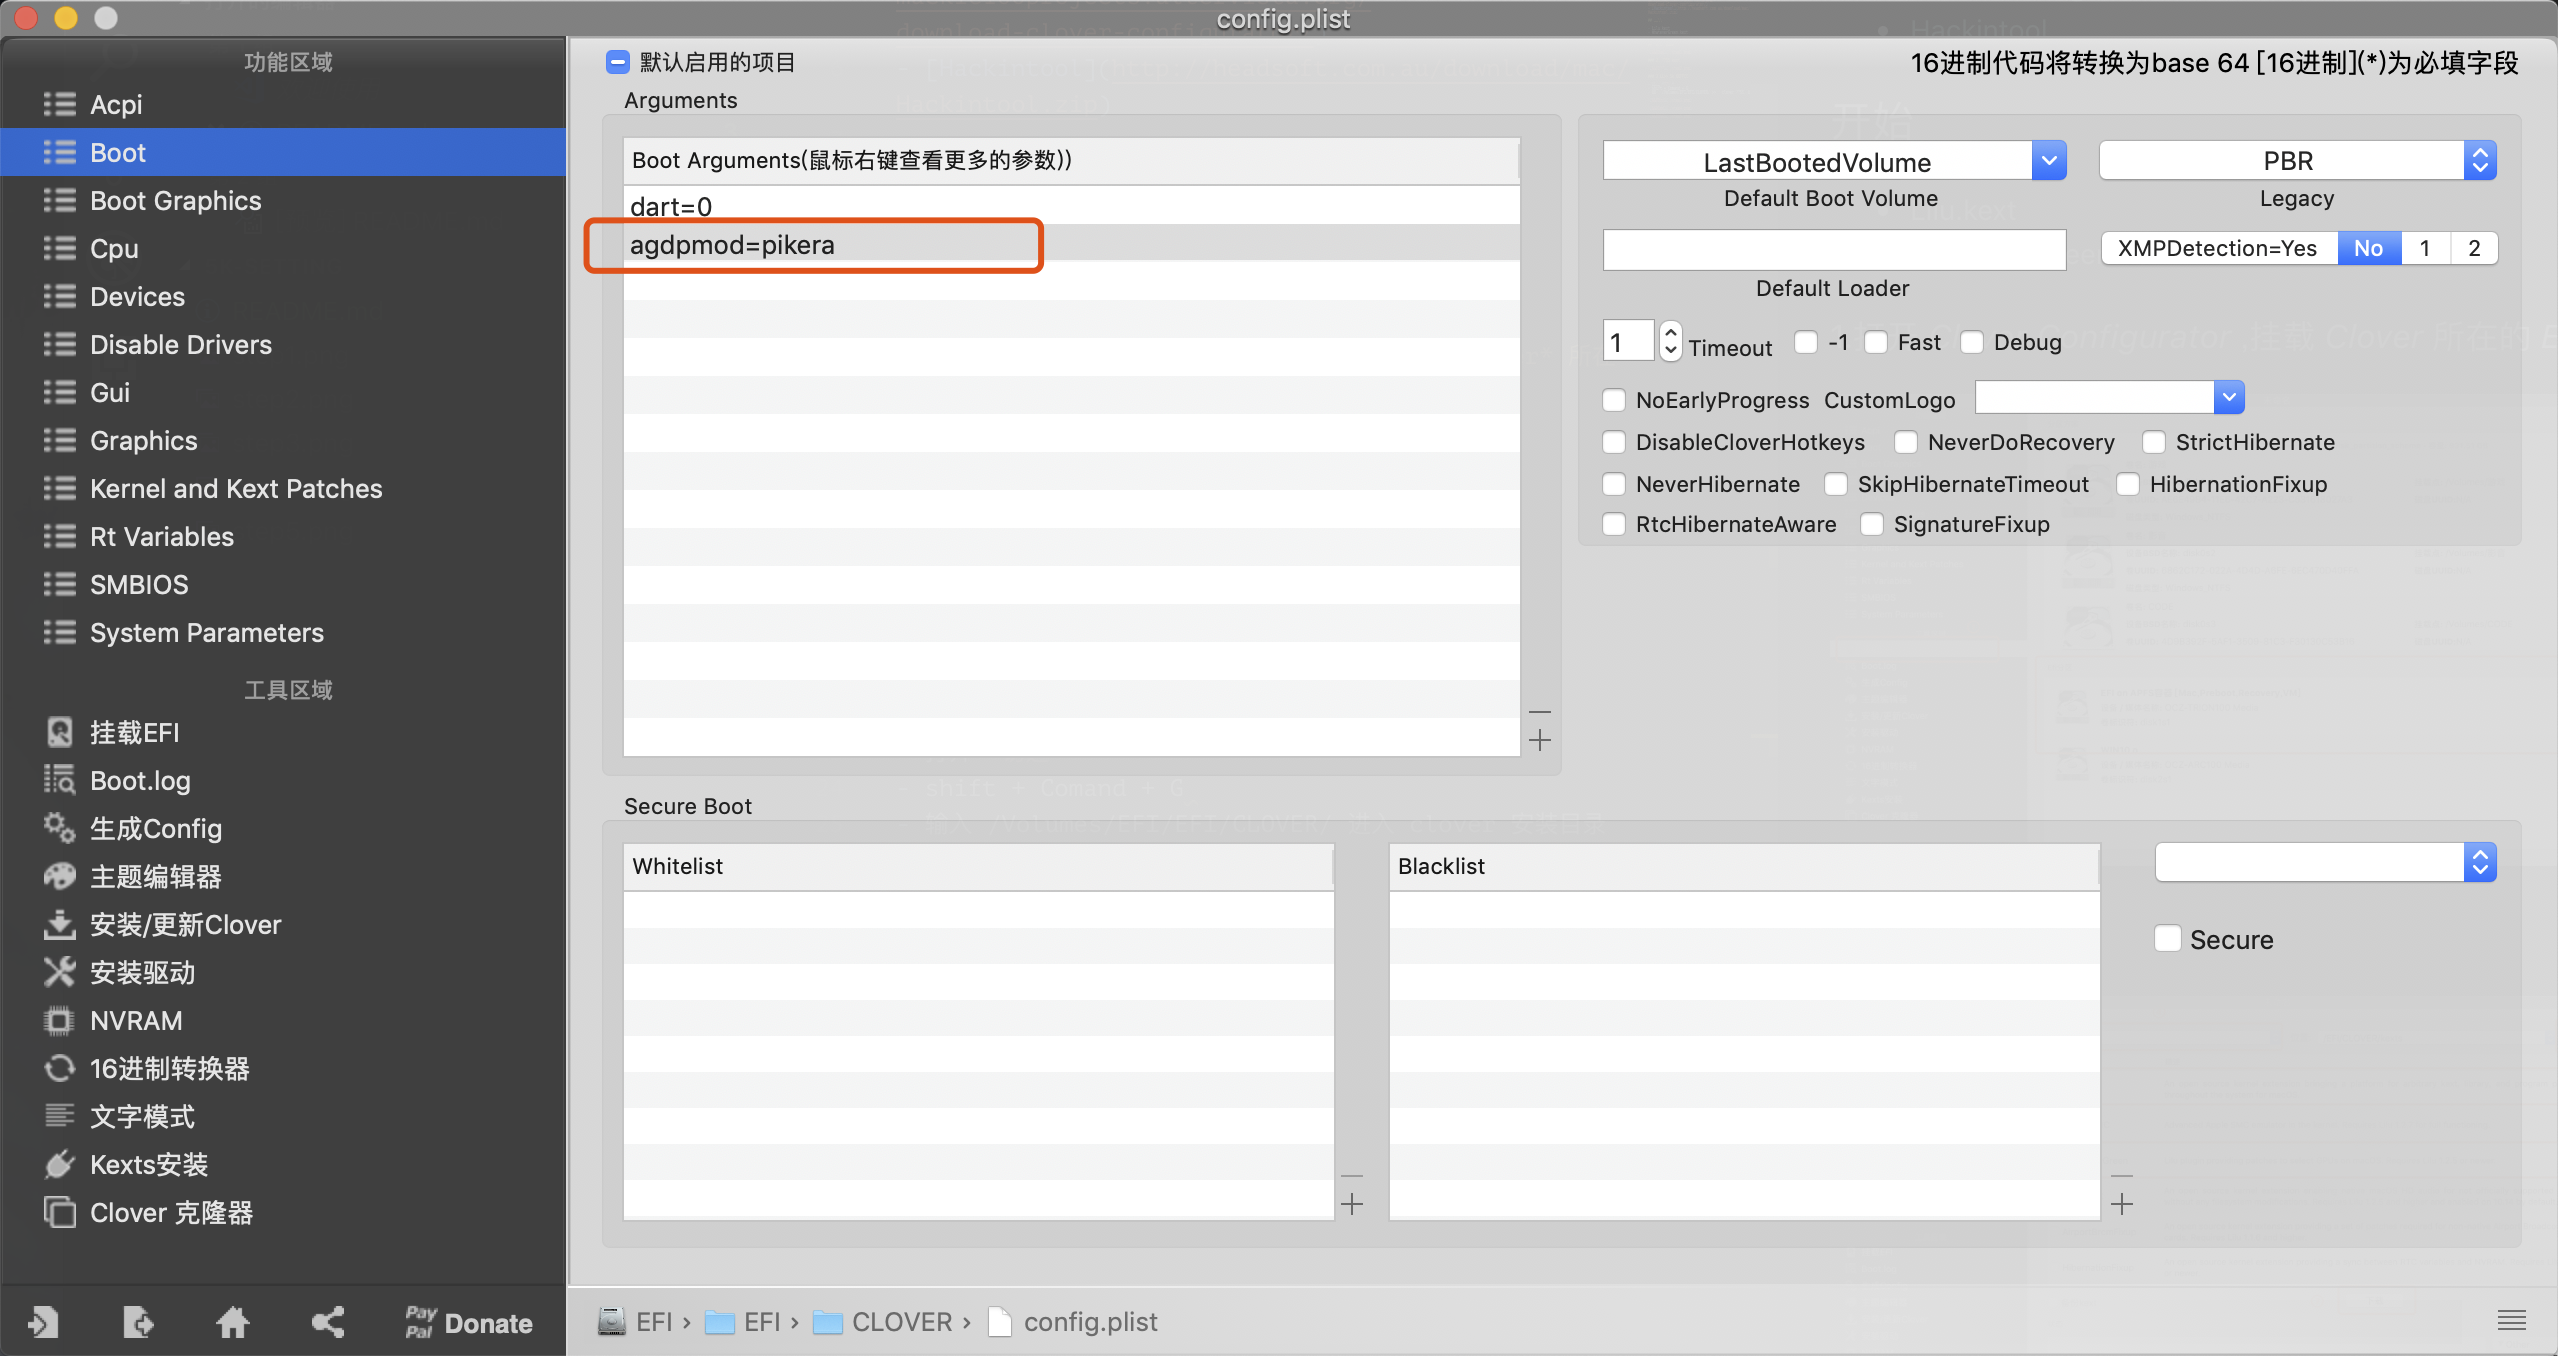 config.plist
功能区域
Acpi
Boot
Boot Graphics
Cpu
Devices
Disable Drivers
Gui
Graphics
Kernel and Kext Patches
Rt Variables
SMBIOS
System Parameters
工具区域
挂载EFI
Boot.log
生成Config
主题编辑器
安装/更新Clover
安装驱动
NVRAM
16进制转换器
文字模式
Kexts安装
Clover 克隆器
Pay Pal Donate
默认启用的项目
16进制代码将转换为base 64 [16进制](*)为必填字段
Arguments
Boot Arguments(鼠标右键查看更多的参数))
dart=0
agdpmod=pikera
LastBootedVolume
Default Boot Volume
PBR
Legacy
Default Loader
XMPDetection=Yes No 1 2
1 Timeout -1 Fast Debug
NoEarlyProgress CustomLogo
DisableCloverHotkeys NeverDoRecovery StrictHibernate
NeverHibernate SkipHibernateTimeout HibernationFixup
RtcHibernateAware SignatureFixup
Secure Boot
Whitelist
Blacklist
Secure
EFI › EFI › CLOVER › config.plist